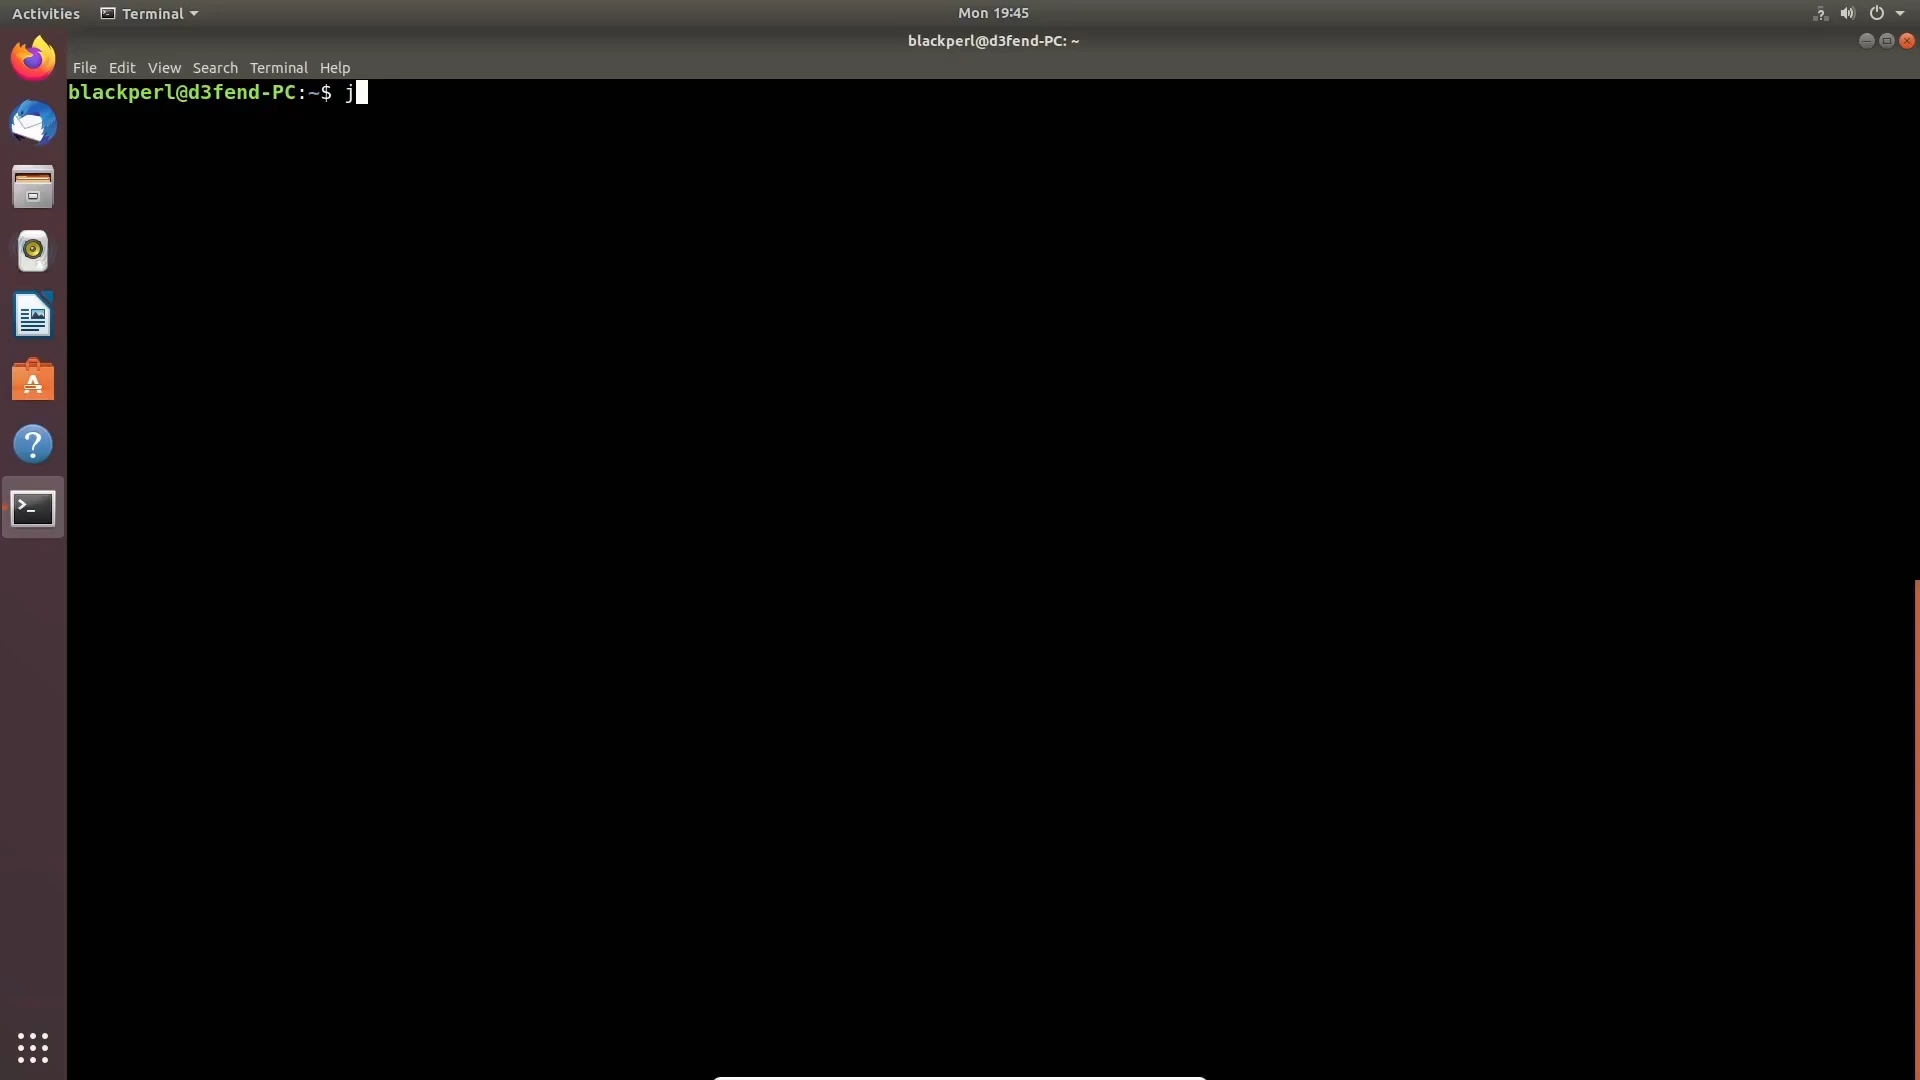 Activities Terminal Mon 19:45
blackperl@d3fend-PC: ~
File Edit View Search Terminal Help
blackperl@d3fend-PC:~$ j